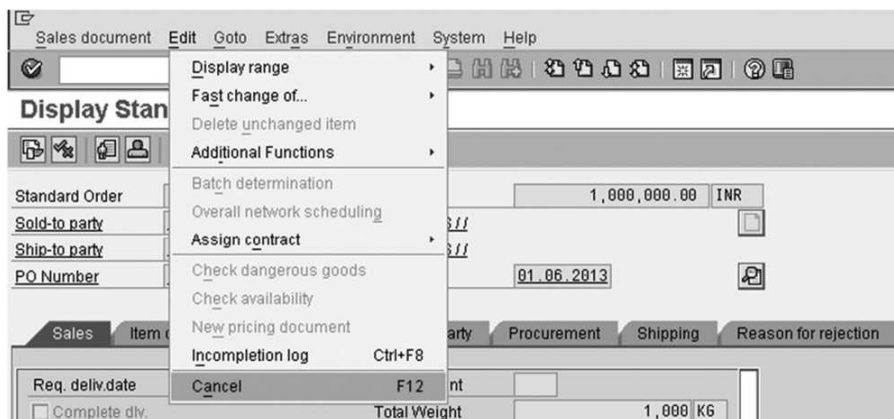 Sales document Edit Goto Extras Environment System Help
Display range
Fast change of...
Display Stan
Delete unchanged item
Additional Functions
Batch determination
Standard Order 1,000,000.00 INR
Overall network scheduling
Sold-to party
Assign contract
Ship-to party
Check dangerous goods
PO Number 01.06.2013
Check availability
New pricing document
Sales Item arty Procurement Shipping Reason for rejection
Incompletion log Ctrl+F8
Req. deliv.date Cancel F12 nt
Complete dlv. Total Weight 1,000 KG